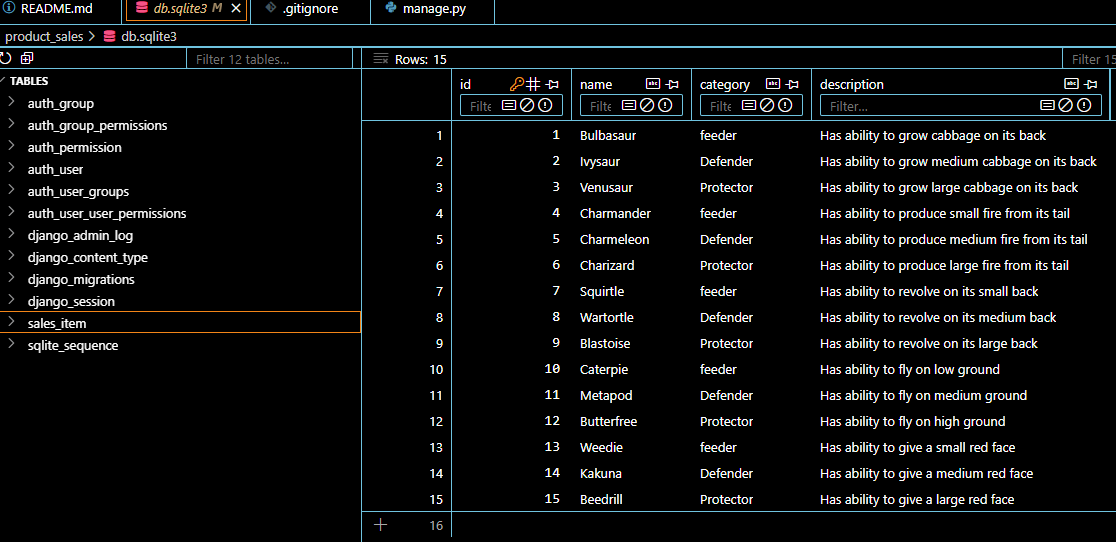 README.md db.sqlite3 M .gitignore manage.py
product_sales > db.sqlite3
Filter 12 tables... Rows: 15 Filter 15
TABLES
auth_group
auth_group_permissions
auth_permission
auth_user
auth_user_groups
auth_user_user_permissions
django_admin_log
django_content_type
django_migrations
django_session
sales_item
sqlite_sequence
id name category description
Filte Filte Filte Filter...
1 1 Bulbasaur feeder Has ability to grow cabbage on its back
2 2 Ivysaur Defender Has ability to grow medium cabbage on its back
3 3 Venusaur Protector Has ability to grow large cabbage on its back
4 4 Charmander feeder Has ability to produce small fire from its tail
5 5 Charmeleon Defender Has ability to produce medium fire from its tail
6 6 Charizard Protector Has ability to produce large fire from its tail
7 7 Squirtle feeder Has ability to revolve on its small back
8 8 Wartortle Defender Has ability to revolve on its medium back
9 9 Blastoise Protector Has ability to revolve on its large back
10 10 Caterpie feeder Has ability to fly on low ground
11 11 Metapod Defender Has ability to fly on medium ground
12 12 Butterfree Protector Has ability to fly on high ground
13 13 Weedie feeder Has ability to give a small red face
14 14 Kakuna Defender Has ability to give a medium red face
15 15 Beedrill Protector Has ability to give a large red face
16